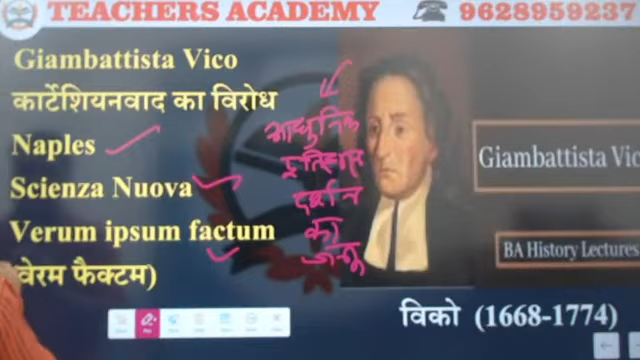 TEACHERS ACADEMY 9628959237
Giambattista Vico
कार्टेशियनवाद का विरोध
Naples
Scienza Nuova
Verum ipsum factum
वेरम फैक्टम)
आधुनिक
इतिहास
दर्शन
का
Giambattista Vic
BA History Lectures
विको (1668-1774)